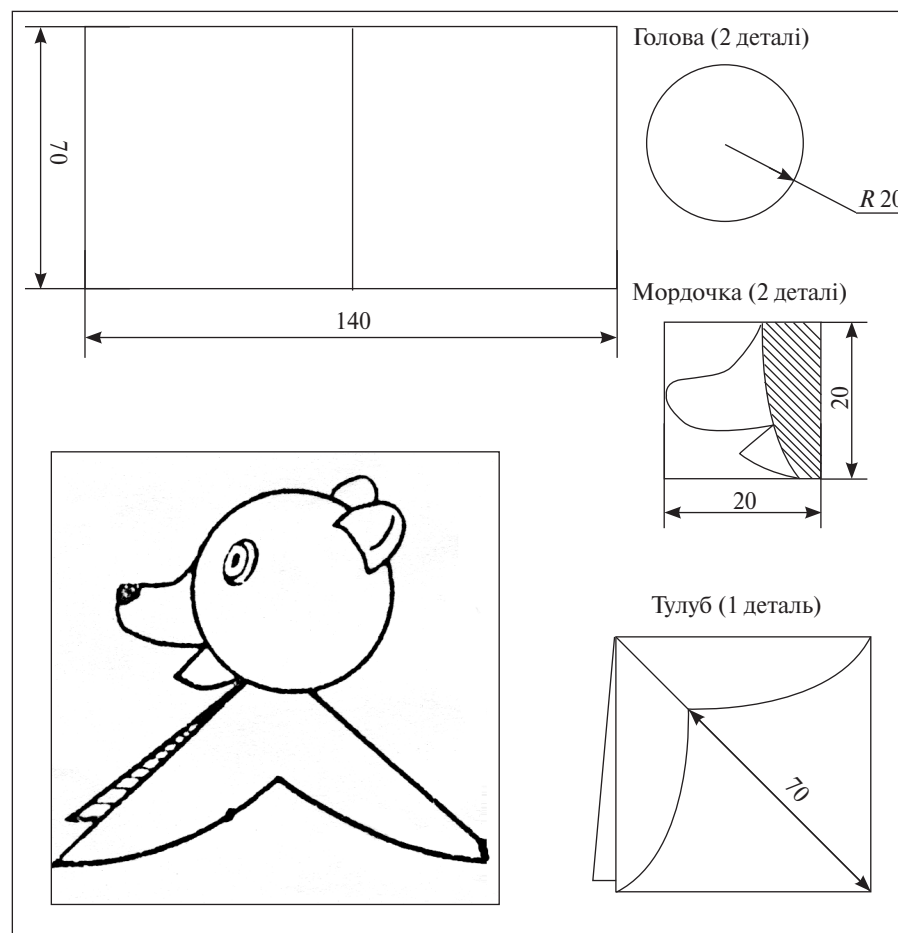 Голова (2 деталі)
70
R 20
Мордочка (2 деталі)
140
20
20
Тулуб (1 деталь)
70